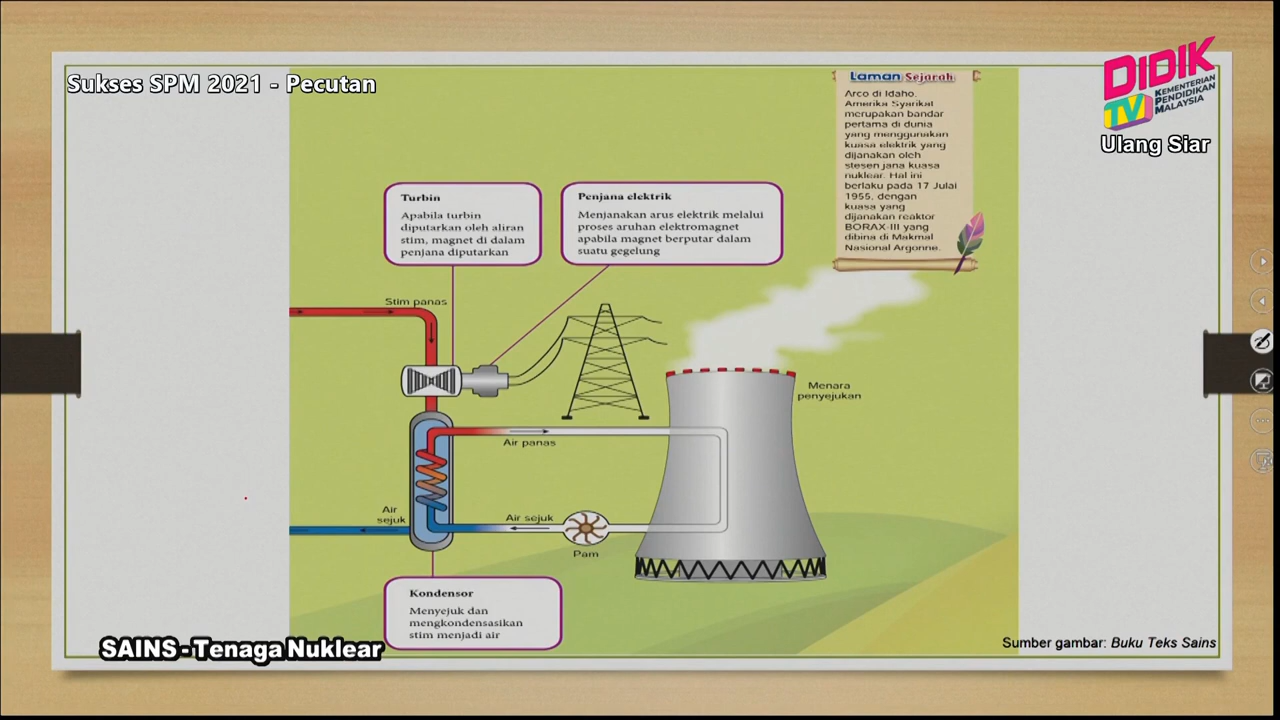 Sukses SPM 2021 - Pecutan
DIDIK
TV
KEMENTERIAN
PENDIDIKAN
MALAYSIA
Ulang Siar
Laman Sejarah
Arco di Idaho,
Amerika Syarikat
merupakan bandar
pertama di dunia
yang menggunakan
kuasa elektrik yang
dijanakan oleh
stesen jana kuasa
nuklear. Hal ini
berlaku pada 17 Julai
1955, dengan
kuasa yang
dijanakan reaktor
BORAX-III yang
dibina di Makmal
Nasional Argonne.
Turbin
Apabila turbin
diputarkan oleh aliran
stim, magnet di dalam
penjana diputarkan
Penjana elektrik
Menjanakan arus elektrik melalui
proses aruhan elektromagnet
apabila magnet berputar dalam
suatu gegelung
Stim panas
Menara
penyejukan
Air panas
Air
sejuk
Air sejuk
Pam
Kondensor
Menyejuk dan
mengkondensasikan
stim menjadi air
SAINS - Tenaga Nuklear
Sumber gambar: Buku Teks Sains